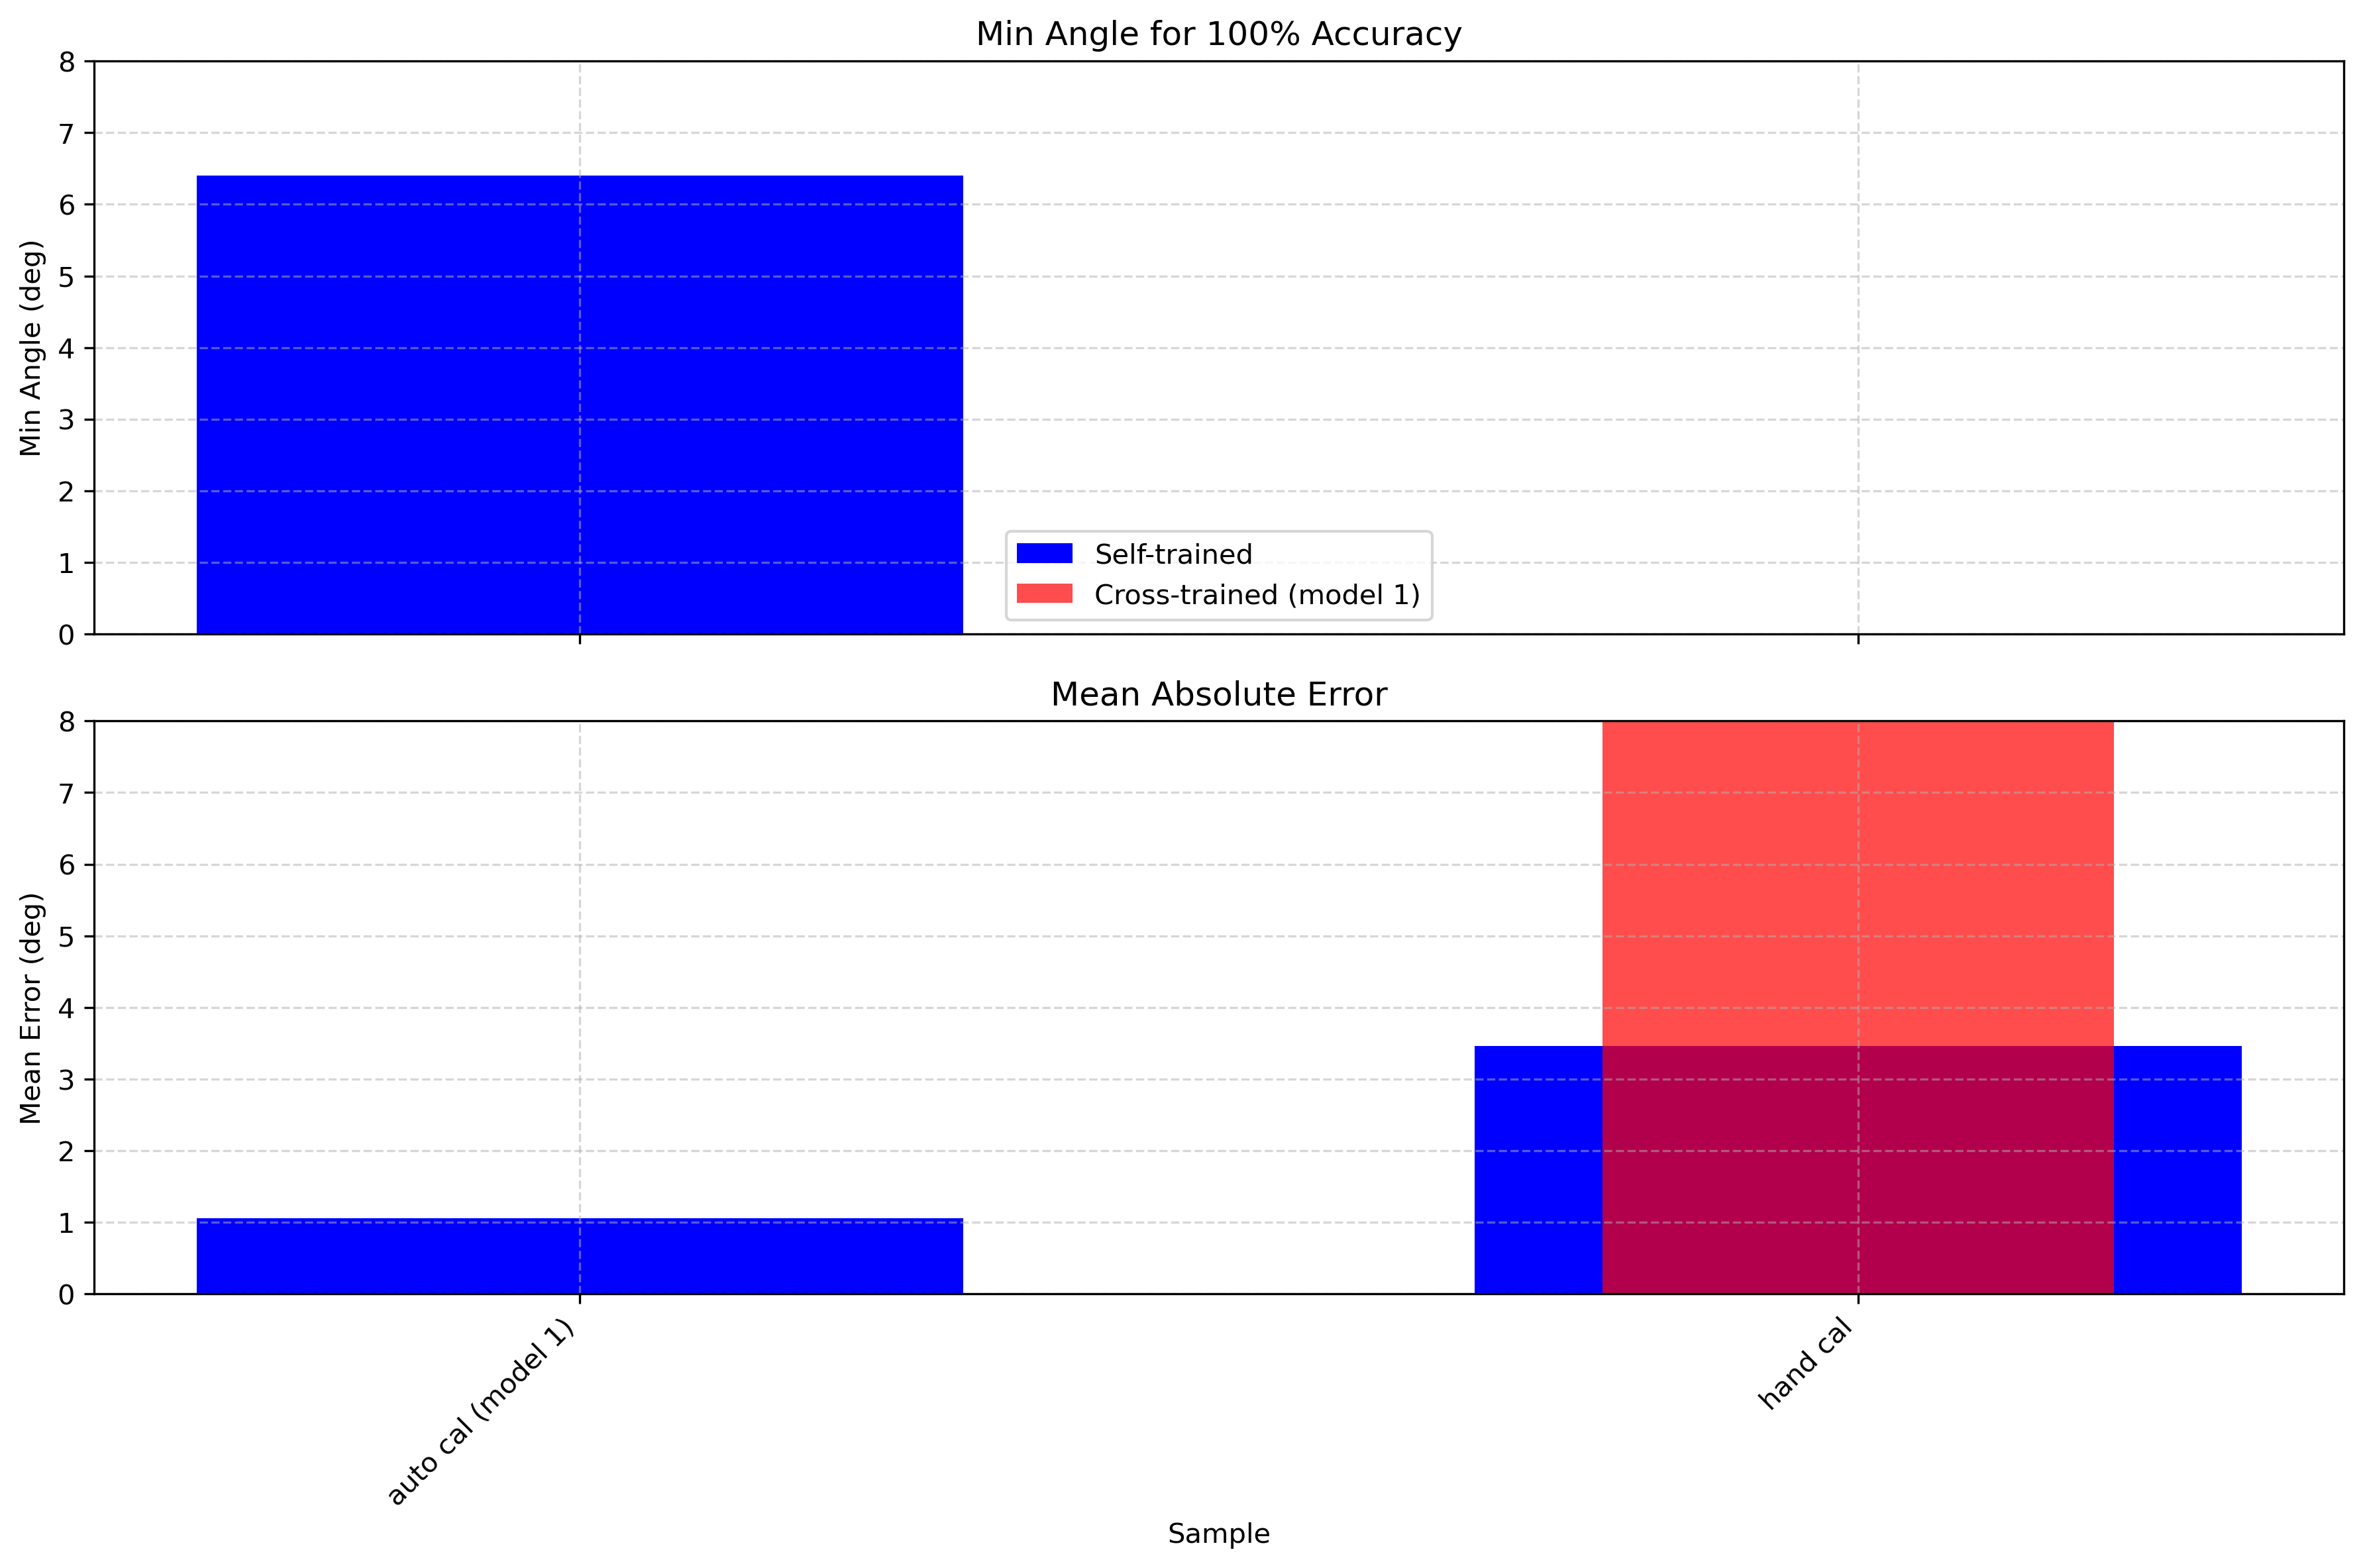 Min Angle for 100% Accuracy
8
7
6
5
4
3
2
1
0
Min Angle (deg)
Self-trained
Cross-trained (model 1)
Mean Absolute Error
8
7
6
5
4
3
2
1
0
Mean Error (deg)
auto cal (model 1)
hand cal
Sample